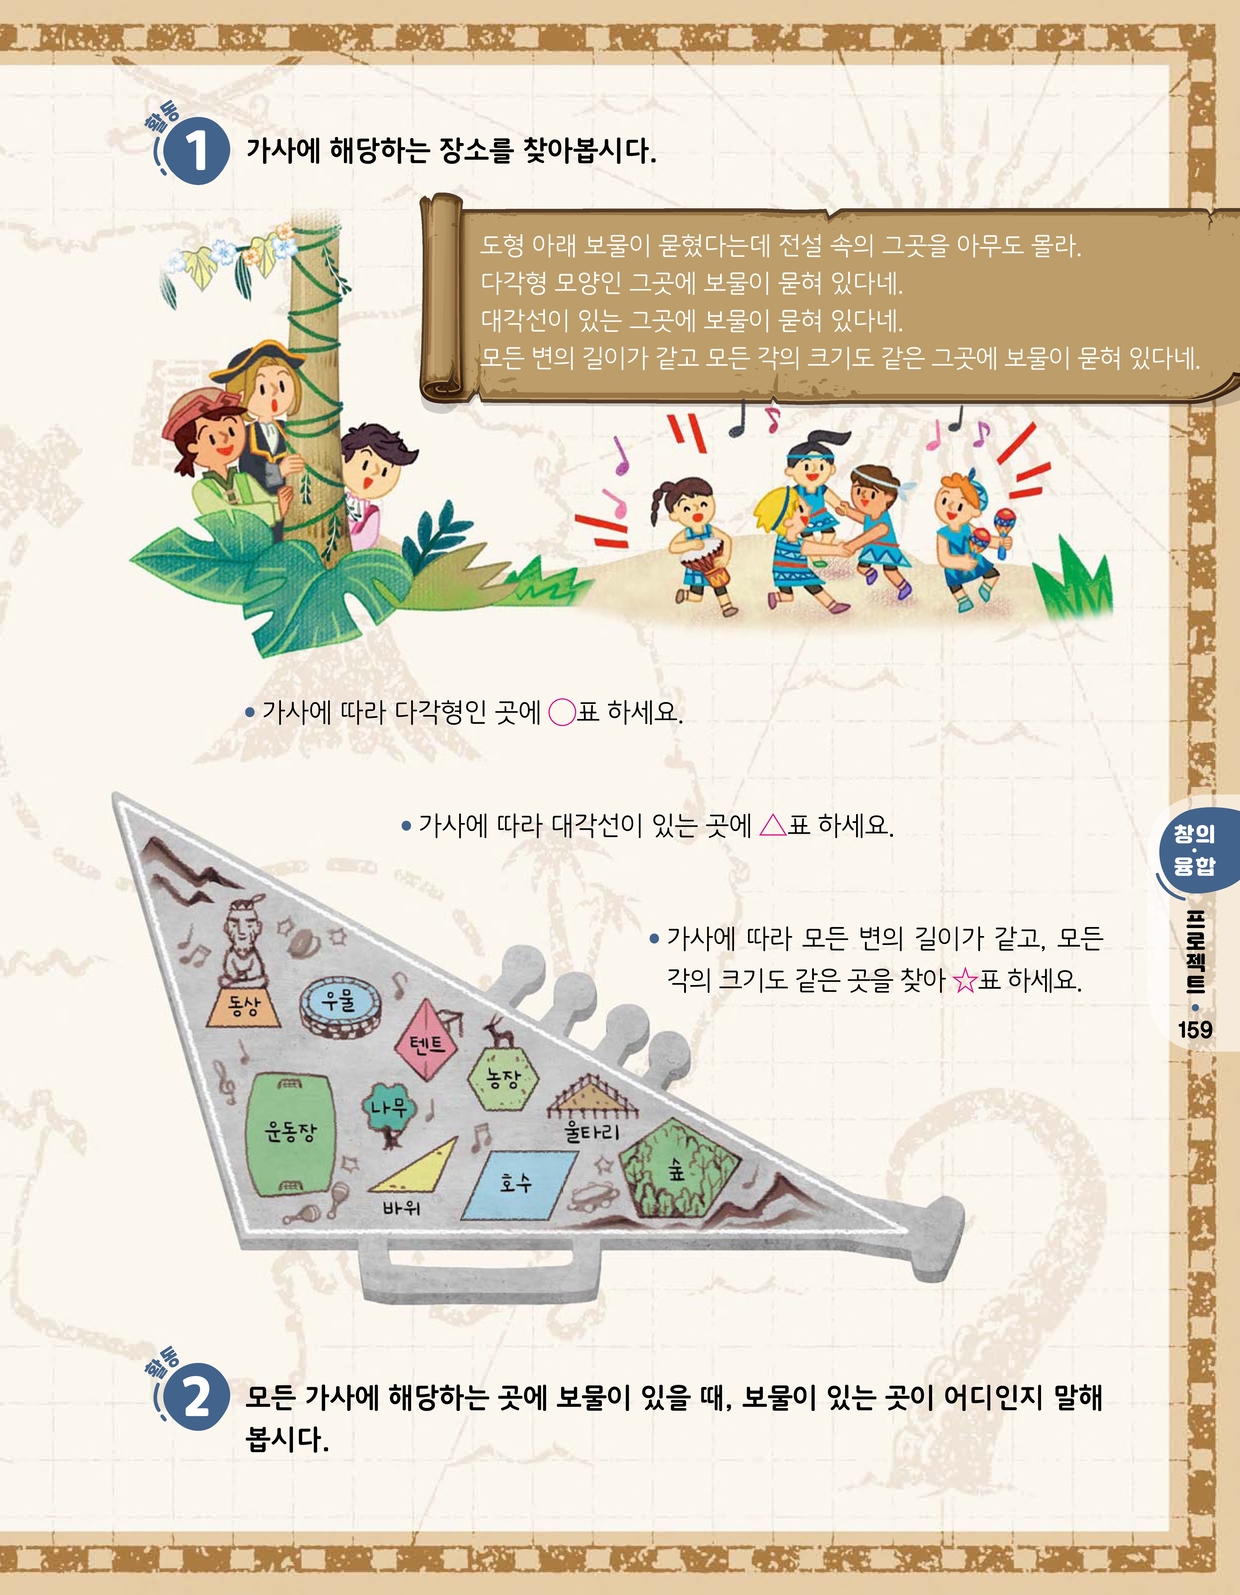 활동
1 가사에 해당하는 장소를 찾아봅시다.
도형 아래 보물이 묻혔다는데 전설 속의 그곳을 아무도 몰라.
다각형 모양인 그곳에 보물이 묻혀 있다네.
대각선이 있는 그곳에 보물이 묻혀 있다네.
모든 변의 길이가 같고 모든 각의 크기도 같은 그곳에 보물이 묻혀 있다네.
• 가사에 따라 다각형인 곳에 ○표 하세요.
• 가사에 따라 대각선이 있는 곳에 △표 하세요.
• 가사에 따라 모든 변의 길이가 같고, 모든
각의 크기도 같은 곳을 찾아 ☆표 하세요.
동상
우물
텐트
농장
나무
울타리
운동장
숲
호수
바위
창의
융합
프로젝트
159
활동
2 모든 가사에 해당하는 곳에 보물이 있을 때, 보물이 있는 곳이 어디인지 말해
봅시다.